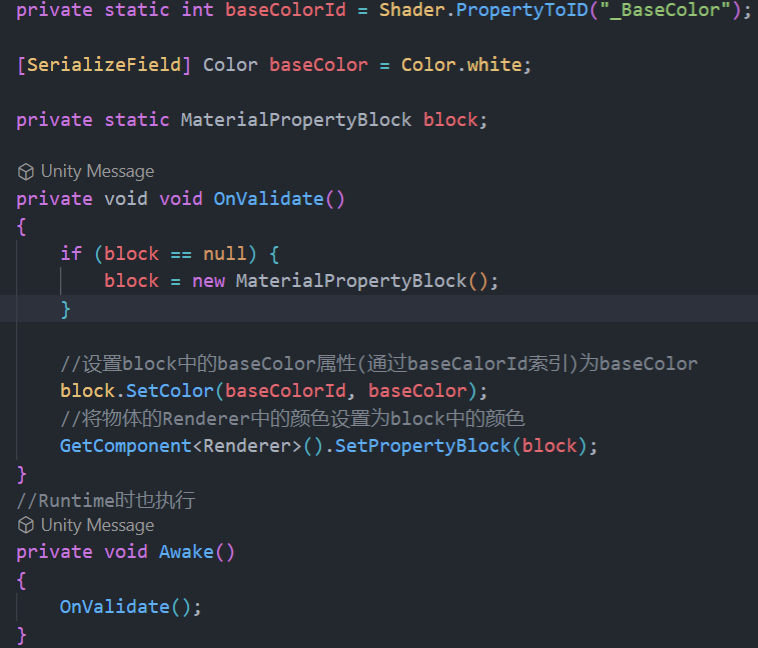 private static int baseColorId = Shader.PropertyToID("_BaseColor");
[SerializeField] Color baseColor = Color.white;
private static MaterialPropertyBlock block;
Unity Message
private void void OnValidate()
{
if (block == null) {
block = new MaterialPropertyBlock();
}
//设置block中的baseColor属性(通过baseCalorId索引)为baseColor
block.SetColor(baseColorId, baseColor);
//将物体的Renderer中的颜色设置为block中的颜色
GetComponent<Renderer>().SetPropertyBlock(block);
}
//Runtime时也执行
Unity Message
private void Awake()
{
OnValidate();
}